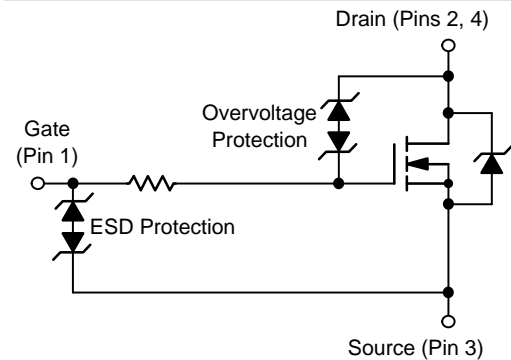 Drain (Pins 2, 4)
Overvoltage
Protection
Gate
(Pin 1)
ESD Protection
Source (Pin 3)